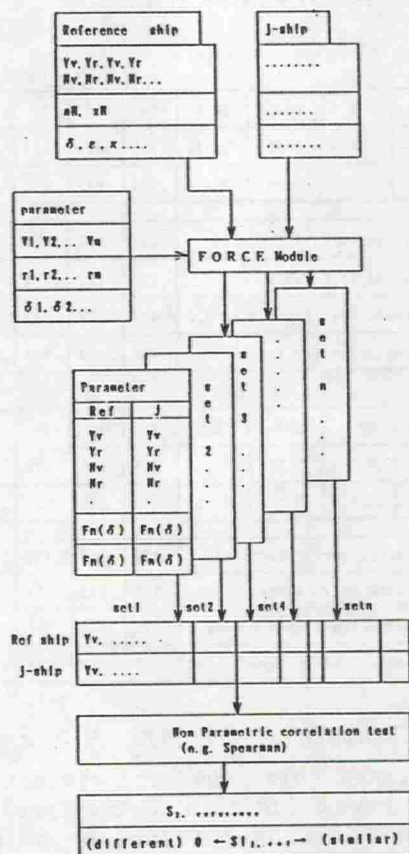 Reference ship
Yv, Yr, Yv, Yr
Nv, Nr, Nv, Nr...
aH, xH
δ, ε, κ....
j-ship
........
.......
........
parameter
V1, V2,.. Vn
r1, r2,.. rn
δ1, δ2...
FORCE Module
Parameter
Ref j
Yv Yv
Yr Yr
Nv Nv
Nr Nr
Fn(δ) Fn(δ)
Fn(δ) Fn(δ)
set 2 . .
set 3 . .
set n . .
set1 set2 set4 setn
Ref ship Yv. .......
j-ship Yv. .....
Non Parametric correlation test
(e.g. Spearman)
(different) 0 ← → (similar)